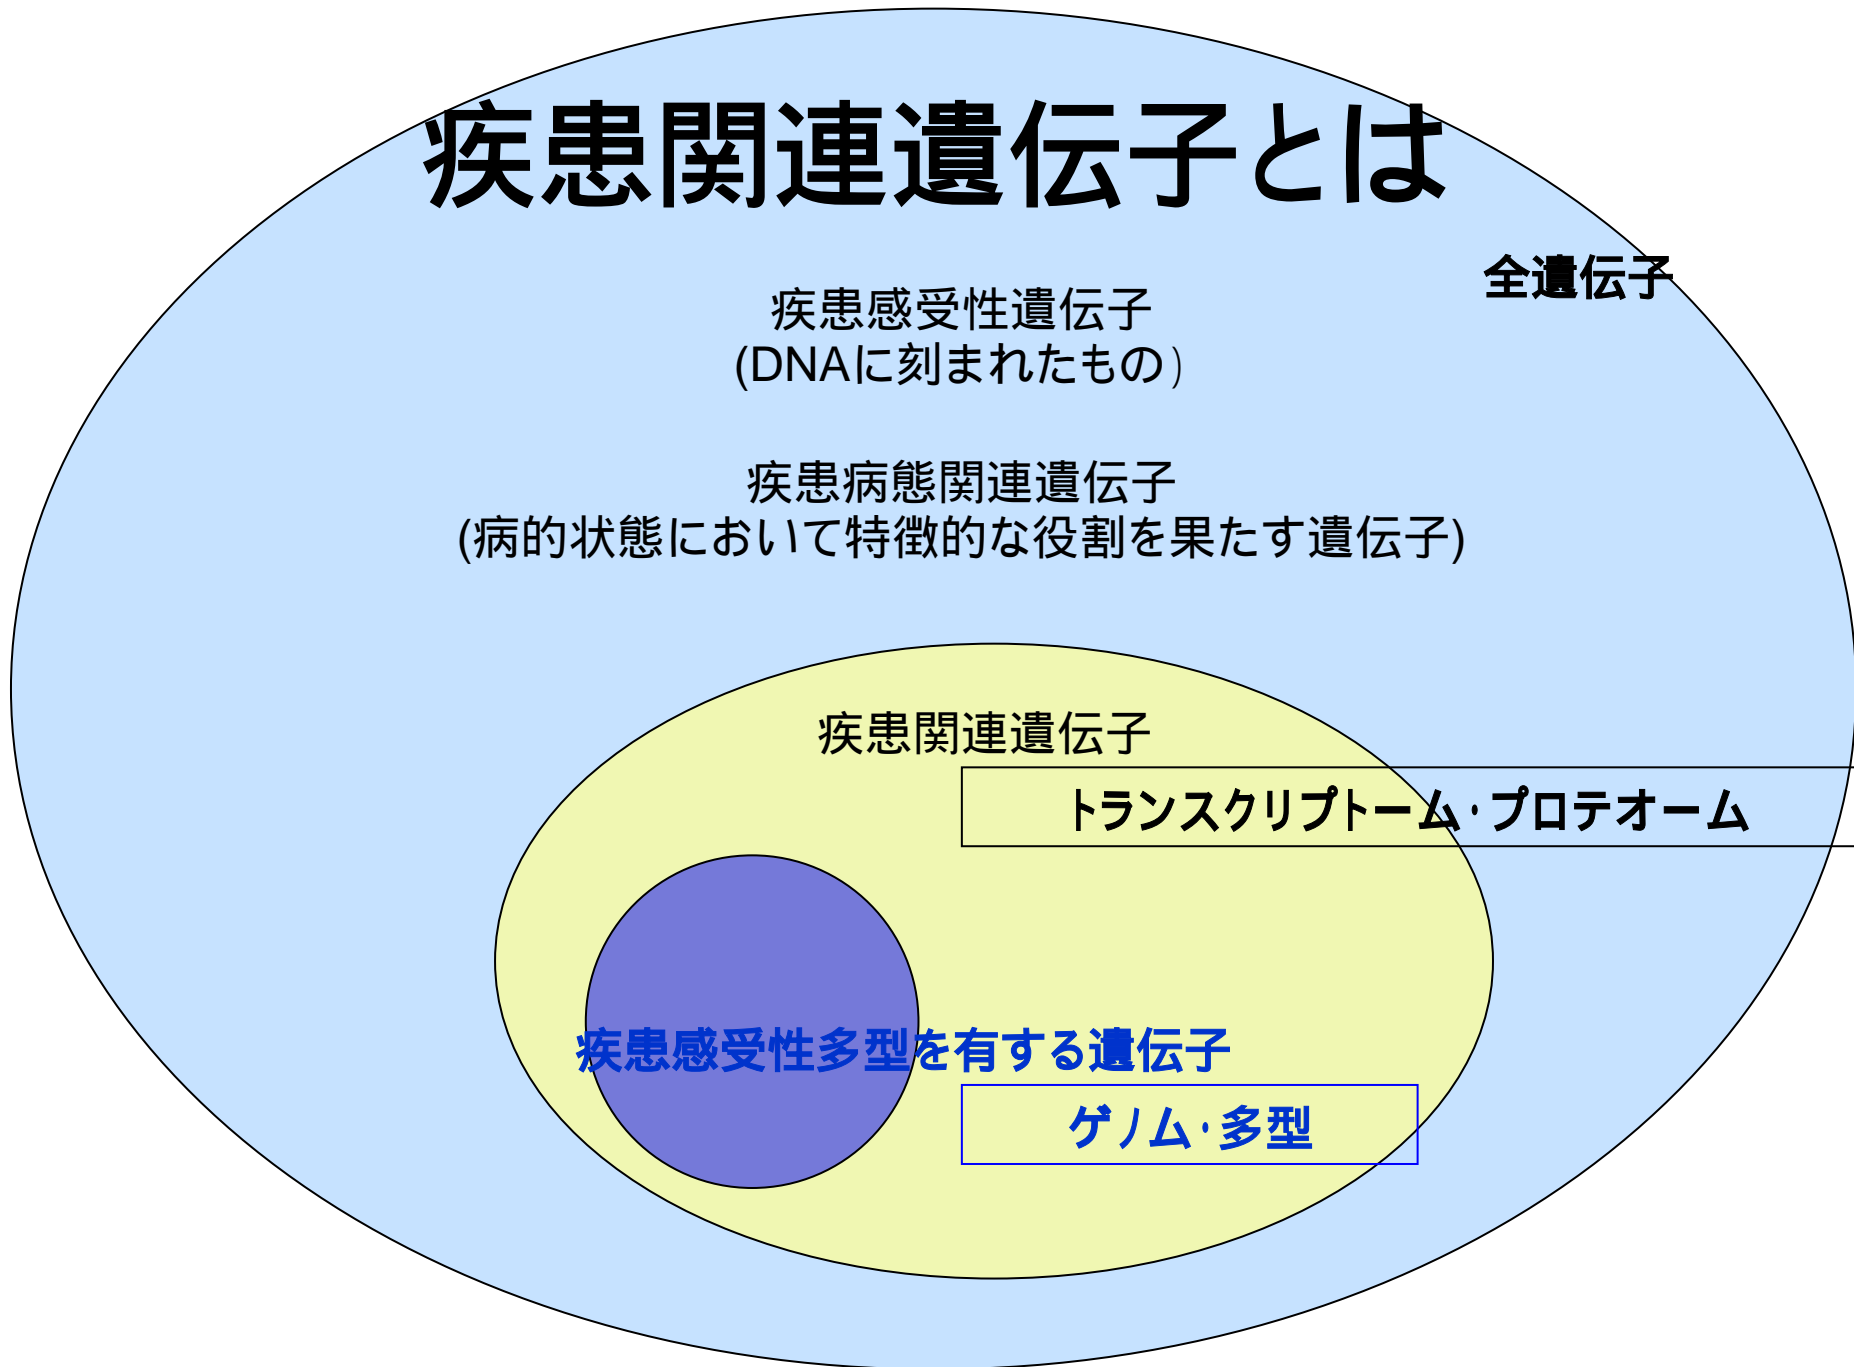 疾患関連遺伝子とは
全遺伝子
疾患感受性遺伝子
(DNAに刻まれたもの)
疾患病態関連遺伝子
(病的状態において特徴的な役割を果たす遺伝子)
疾患関連遺伝子
トランスクリプトーム・プロテオーム
疾患感受性多型を有する遺伝子
ゲノム・多型